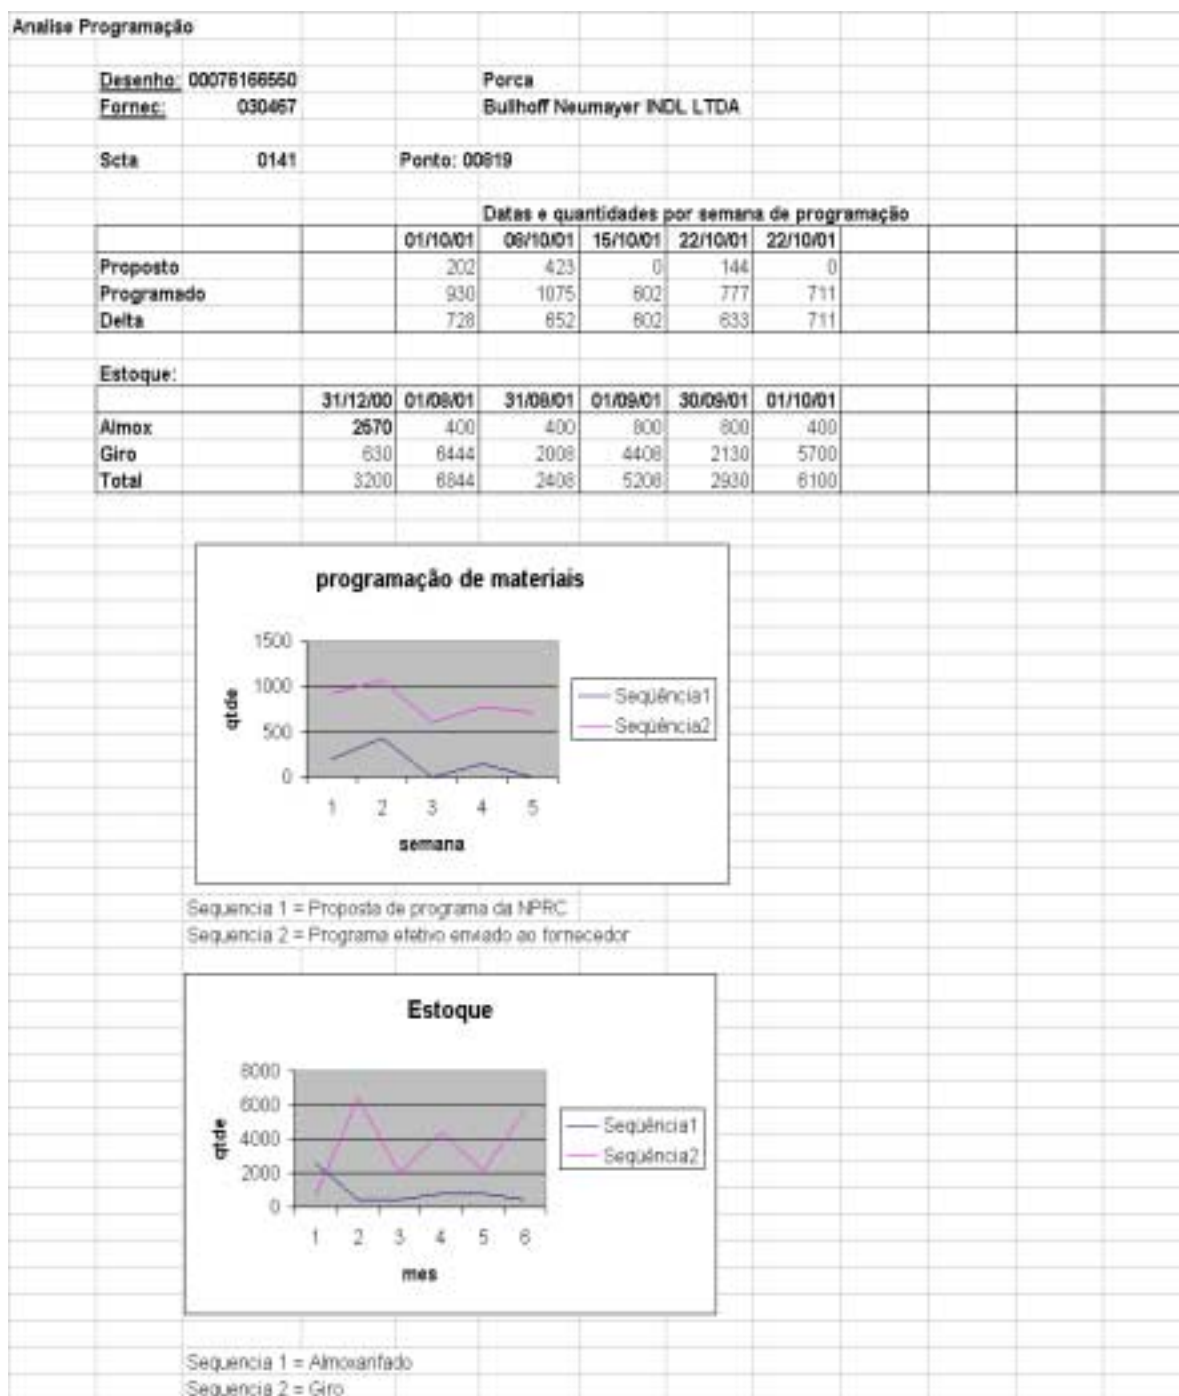 Analise Programação
Desenho: 00076166560 Porca
Fornec: 030467 Bullhoff Neumayer INDL LTDA
Scta 0141 Ponto: 00819
Datas e quantidades por semana de programação
01/10/01 08/10/01 15/10/01 22/10/01 22/10/01
Proposto 202 423 0 144 0
Programado 930 1075 602 777 711
Delta 728 652 602 633 711
Estoque:
31/12/00 01/08/01 31/08/01 01/09/01 30/09/01 01/10/01
Almox 2570 400 400 800 800 400
Giro 630 6444 2008 4408 2130 5700
Total 3200 6844 2408 5208 2930 6100
programação de materiais
1500
1000
500
0
qtde
1 2 3 4 5
semana
Seqüência1
Seqüência2
Sequencia 1 = Proposta de programa da NPRC
Sequencia 2 = Programa efetivo enviado ao fornecedor
Estoque
8000
6000
4000
2000
0
qtde
1 2 3 4 5 6
mes
Seqüência1
Seqüência2
Sequencia 1 = Almoxarifado
Sequencia 2 = Giro